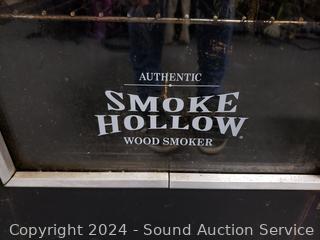 AUTHENTIC
SMOKE
HOLLOW
WOOD SMOKER
Copyright 2024 - Sound Auction Service